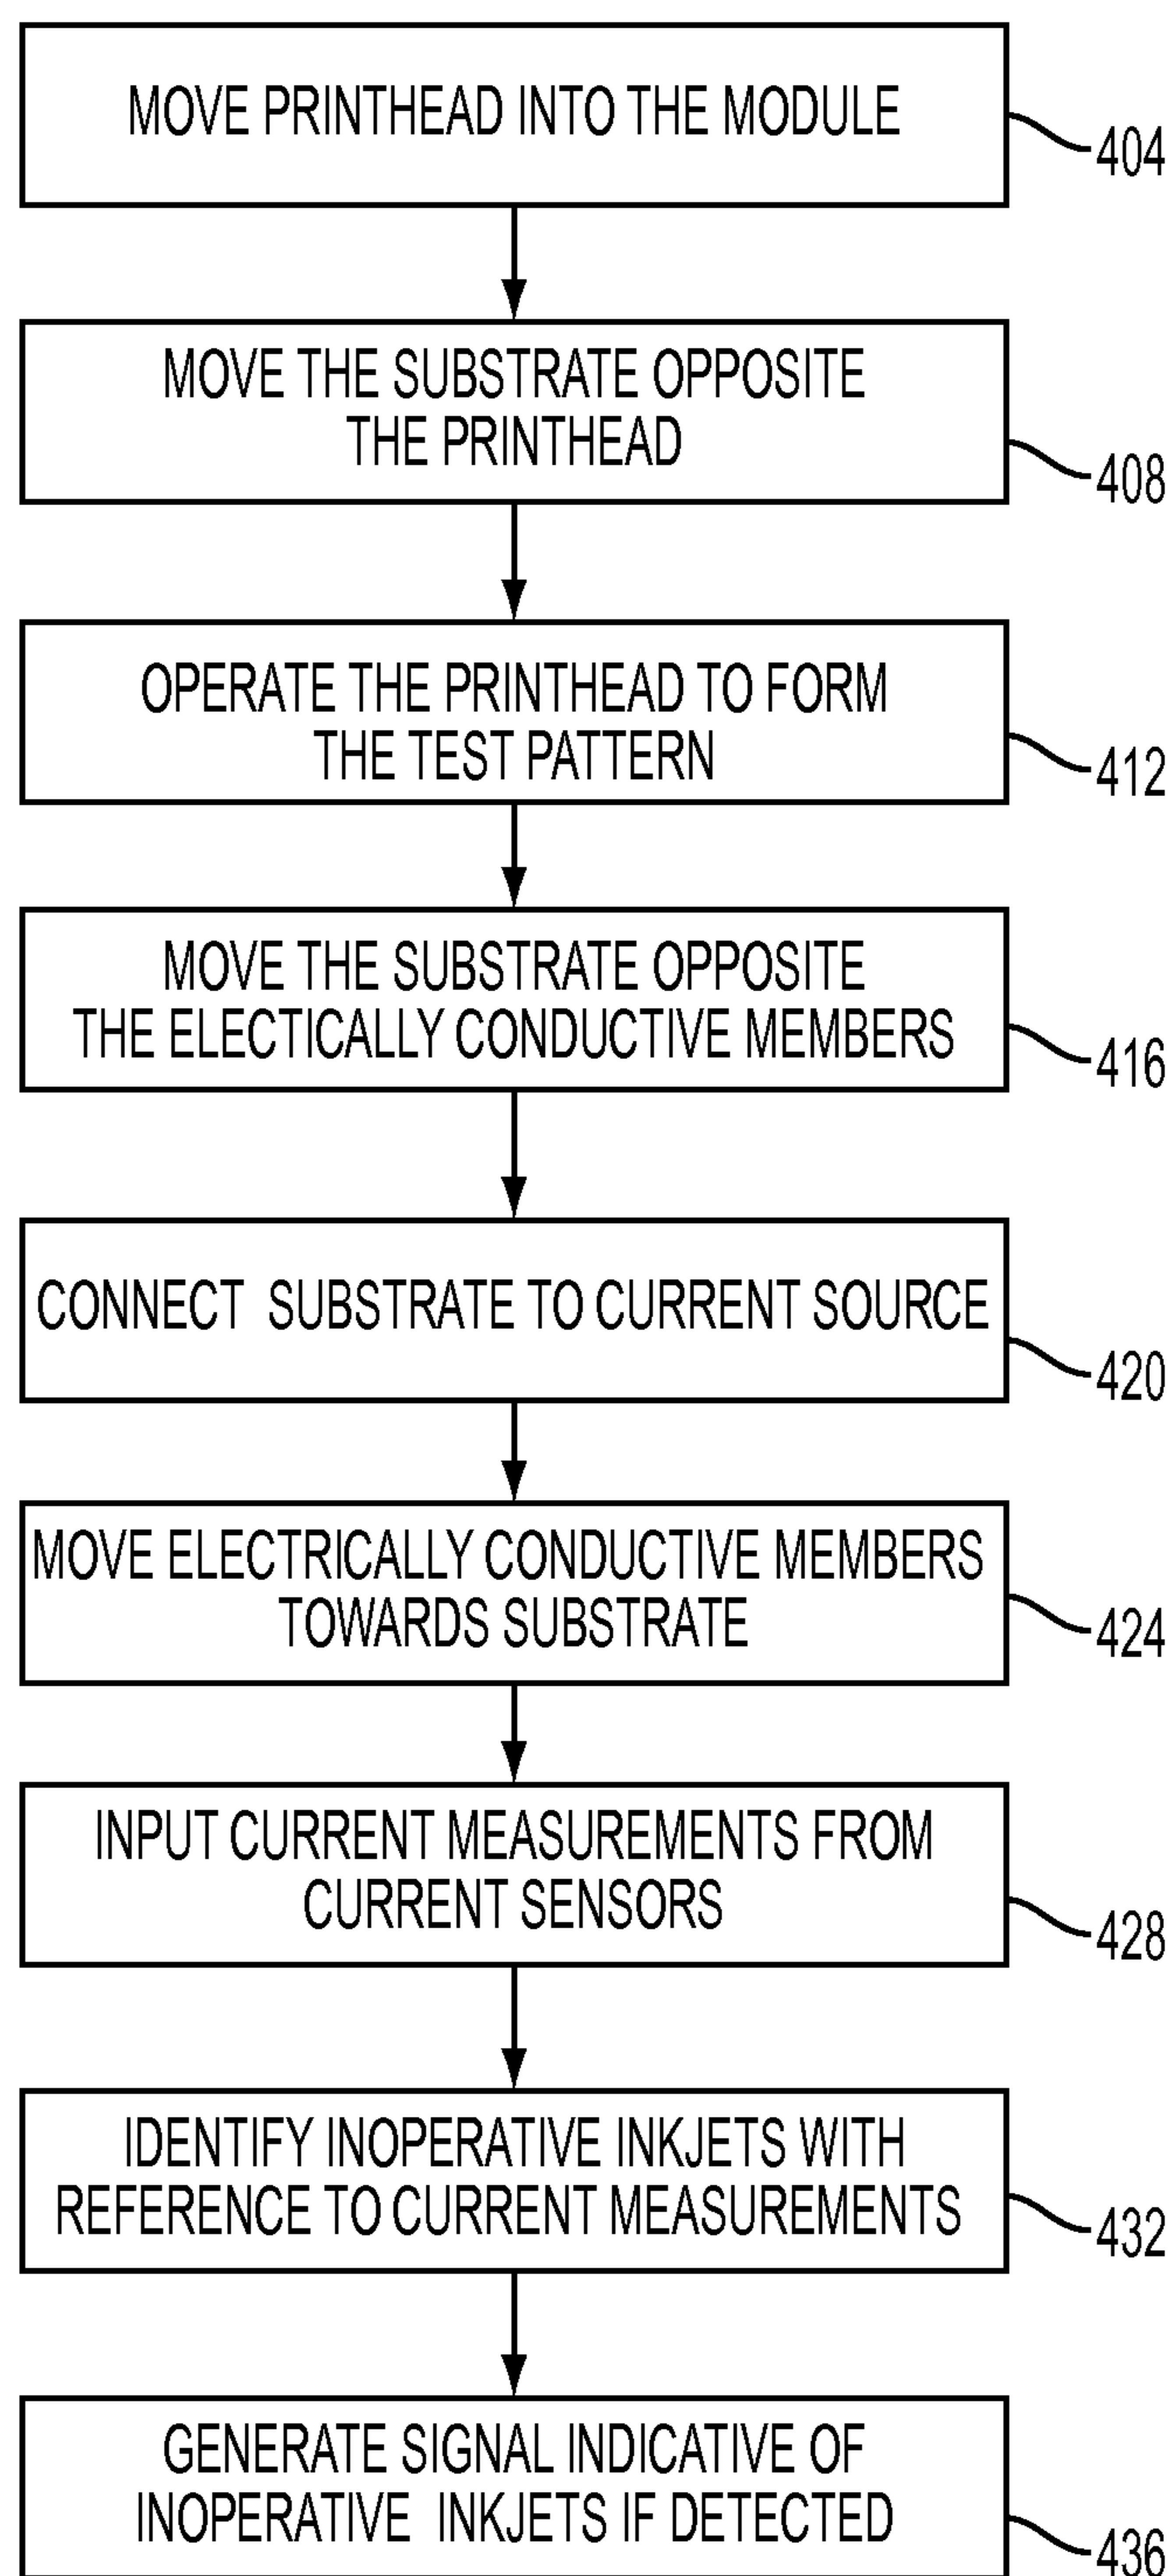 MOVE PRINTHEAD INTO THE MODULE
404
MOVE THE SUBSTRATE OPPOSITE
THE PRINTHEAD
408
OPERATE THE PRINTHEAD TO FORM
THE TEST PATTERN
412
MOVE THE SUBSTRATE OPPOSITE
THE ELECTICALLY CONDUCTIVE MEMBERS
416
CONNECT SUBSTRATE TO CURRENT SOURCE
420
MOVE ELECTRICALLY CONDUCTIVE MEMBERS
TOWARDS SUBSTRATE
424
INPUT CURRENT MEASUREMENTS FROM
CURRENT SENSORS
428
IDENTIFY INOPERATIVE INKJETS WITH
REFERENCE TO CURRENT MEASUREMENTS
432
GENERATE SIGNAL INDICATIVE OF
INOPERATIVE INKJETS IF DETECTED
436